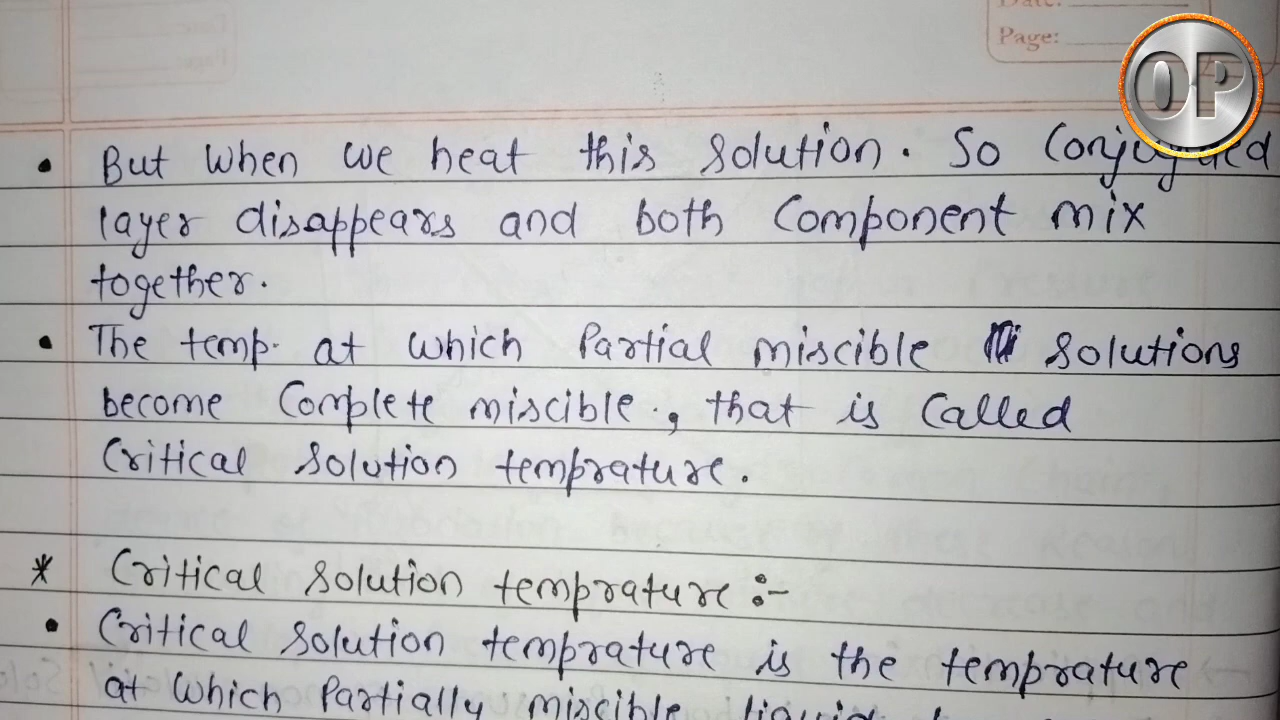 Date:
Page:
OP
• But when we heat this solution. So Conjugated
layer disappears and both Component mix
together.
• The temp. at which Partial miscible solutions
become Complete miscible., that is Called
Critical Solution temprature.
* Critical Solution temprature :-
• Critical Solution temprature is the temprature
at which Partially miscible liquid